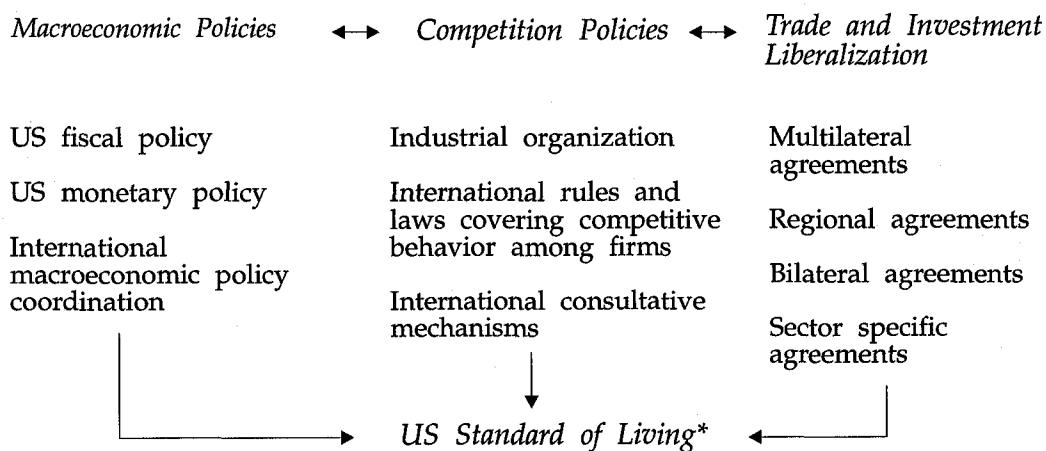 Macroeconomic Policies
Competition Policies
Trade and Investment
Liberalization
US fiscal policy
US monetary policy
International
macroeconomic policy
coordination
Industrial organization
International rules and
laws covering competitive
behavior among firms
International consultative
mechanisms
Multilateral
agreements
Regional agreements
Bilateral agreements
Sector specific
agreements
US Standard of Living*